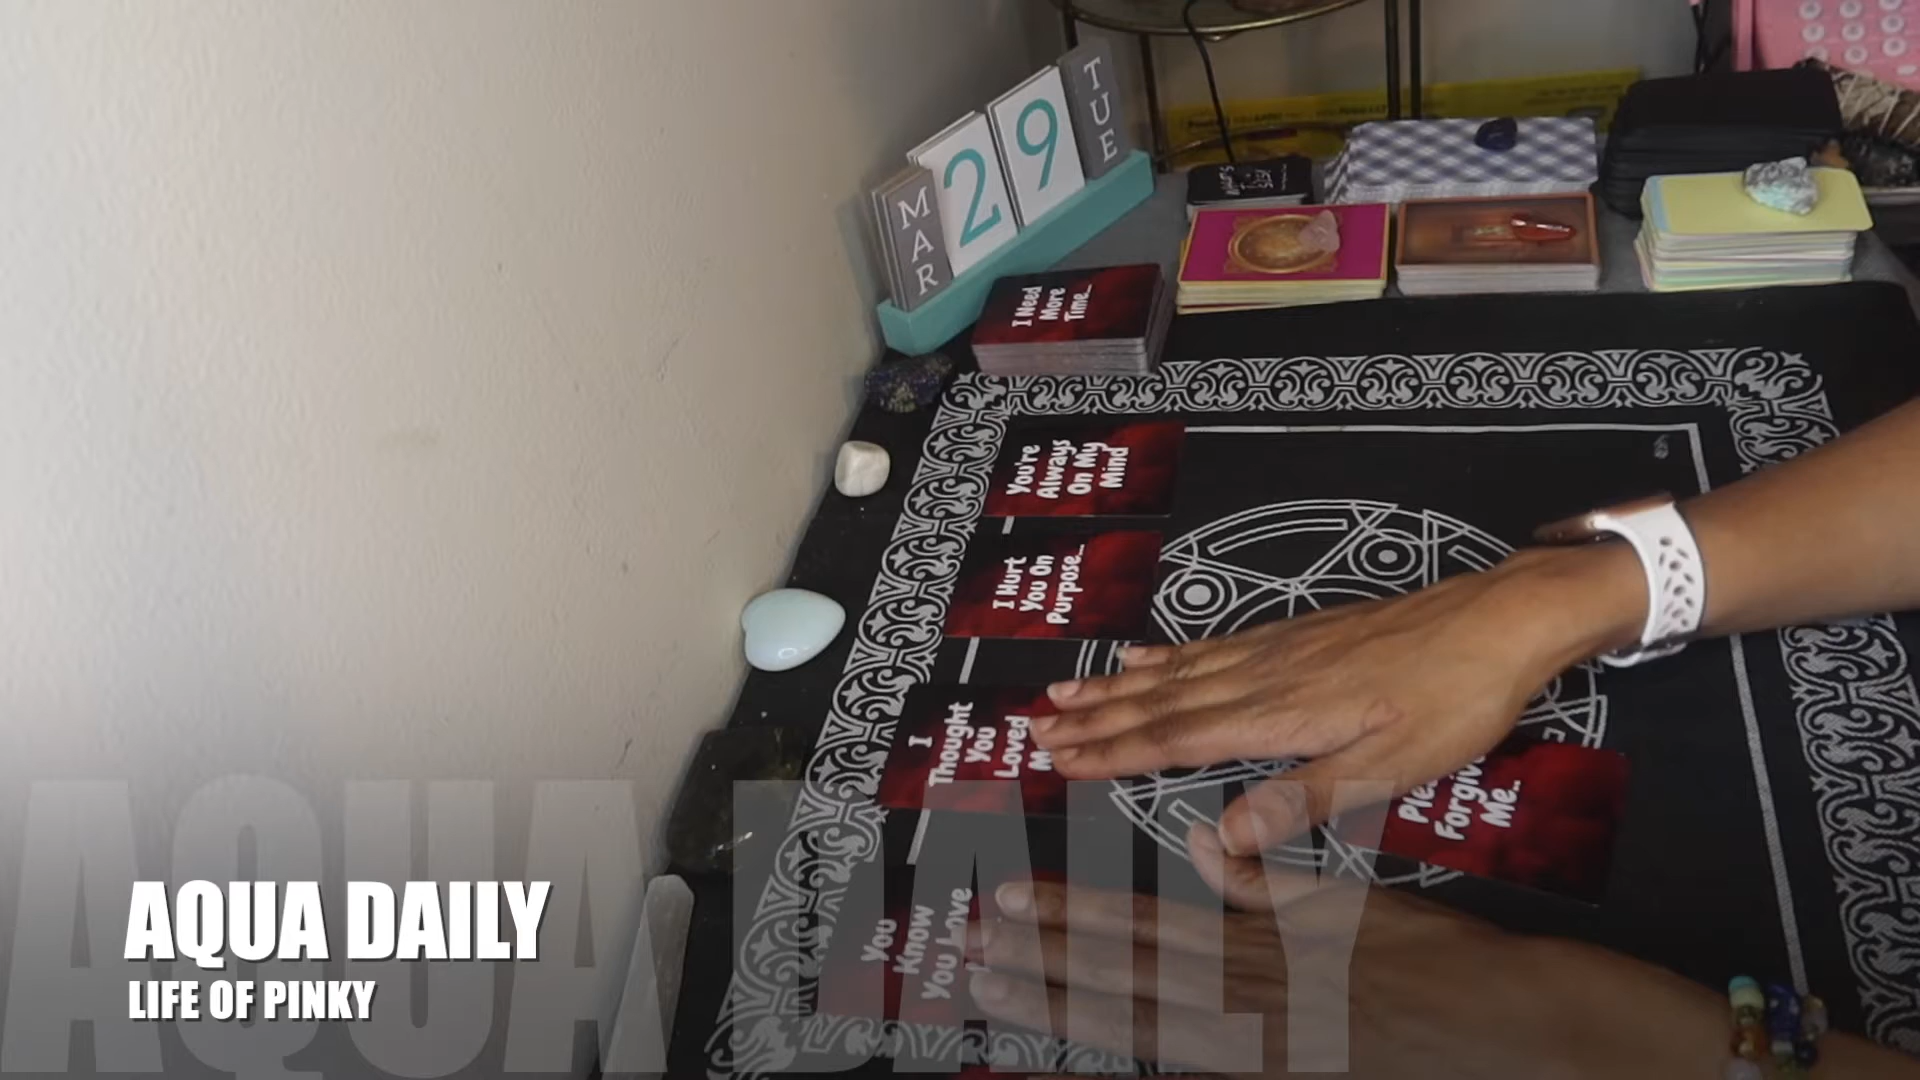 MAR
29
TUE
I Need
More
Time...
You're
Always
On My
Mind
I Hurt
You On
Purpose...
I
Thought
You
Loved
Forgive
Me..
You
Know
You Love
AQUA DAILY
AQUA DAILY
LIFE OF PINKY